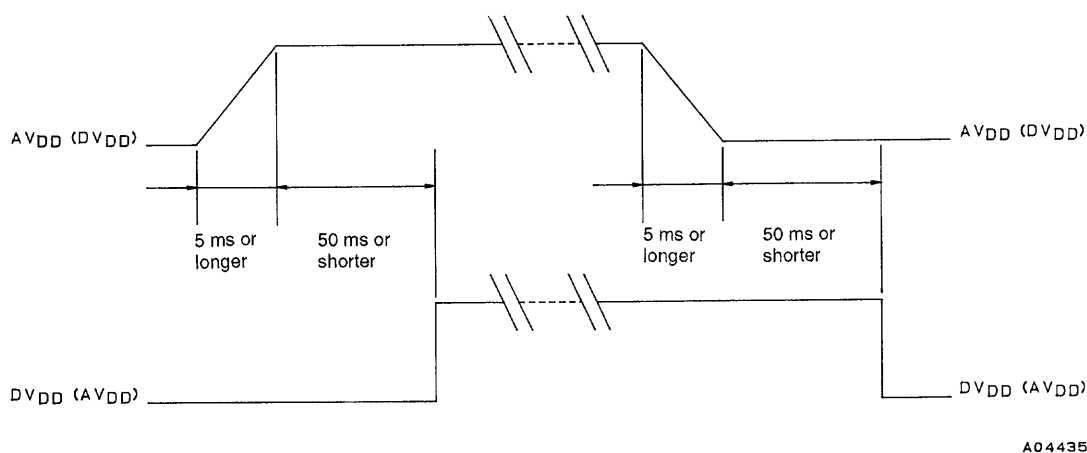 AVDD (DVDD)
AVDD (DVDD)
5 ms or
longer
50 ms or
shorter
5 ms or
longer
50 ms or
shorter
DVDD (AVDD)
DVDD (AVDD)
A04435